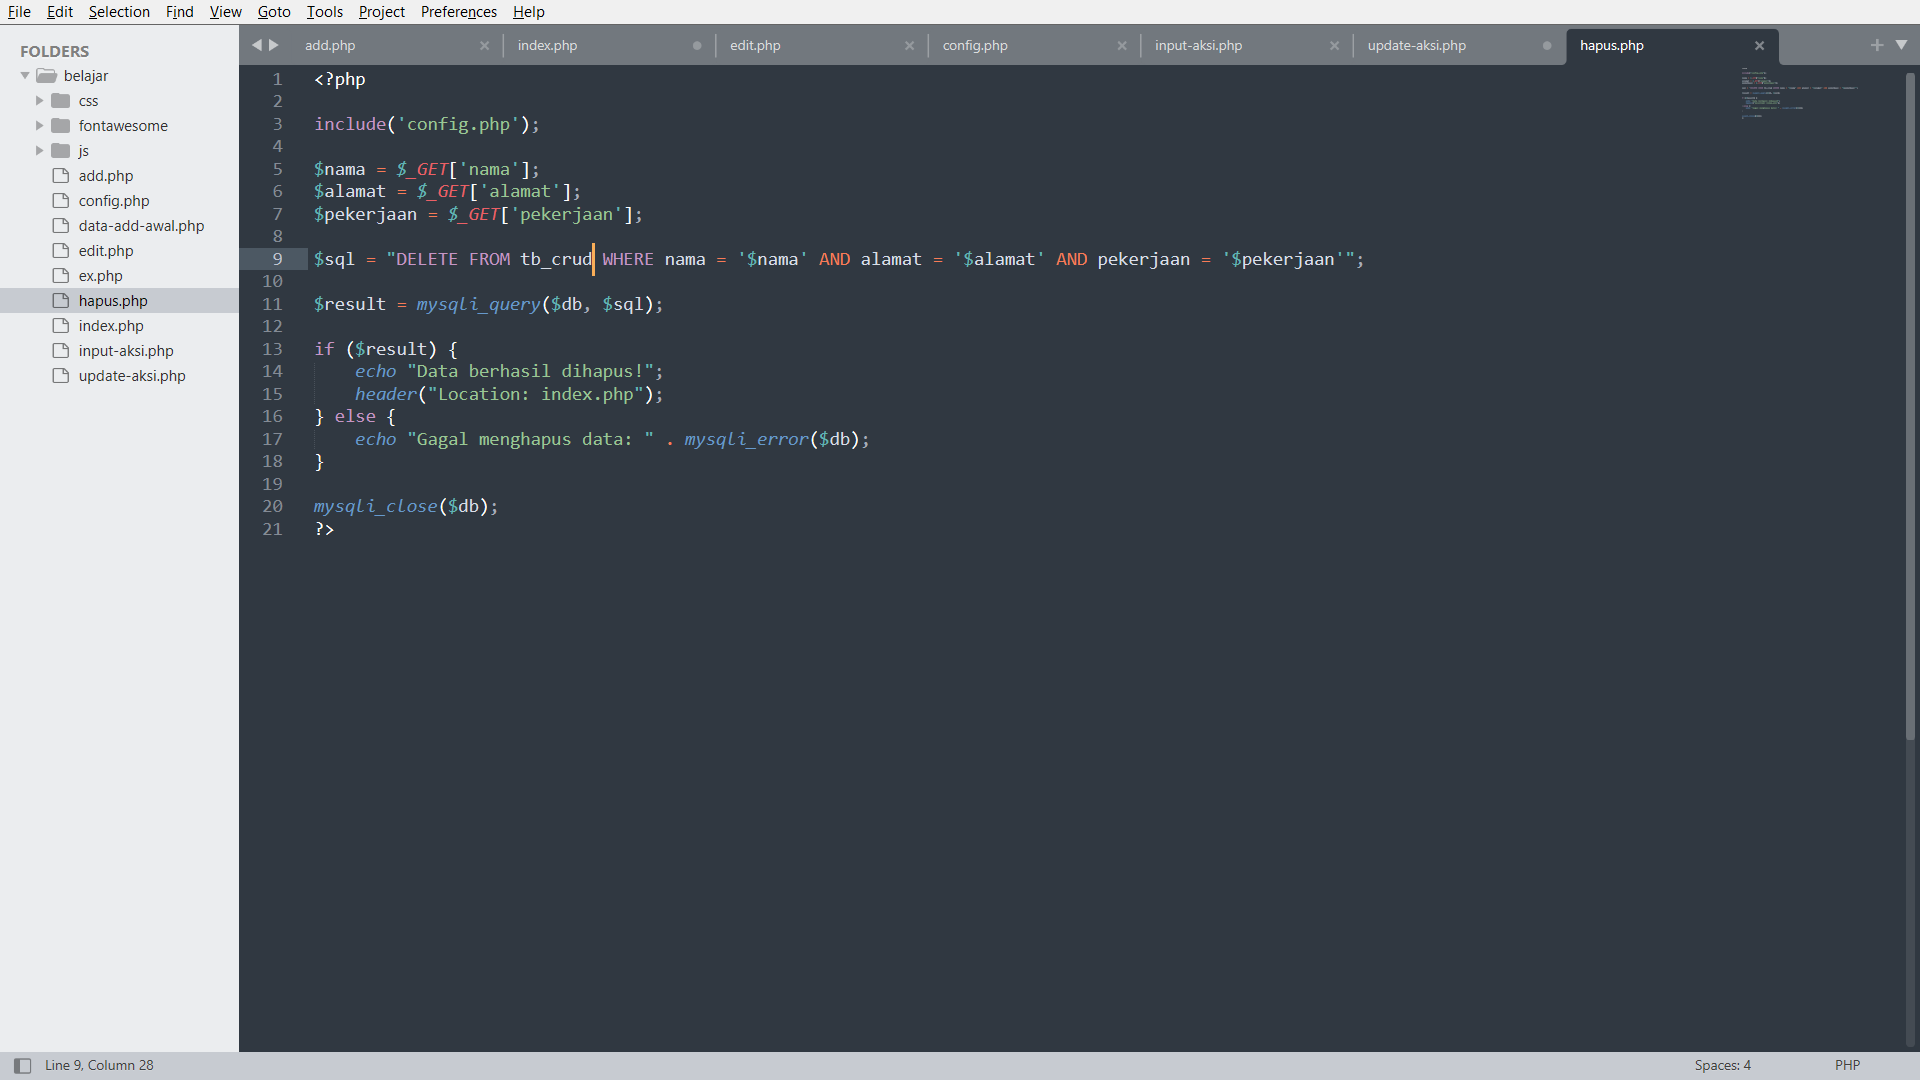 File Edit Selection Find View Goto Tools Project Preferences Help
FOLDERS
belajar
css
fontawesome
js
add.php
config.php
data-add-awal.php
edit.php
ex.php
hapus.php
index.php
input-aksi.php
update-aksi.php
add.php index.php edit.php config.php input-aksi.php update-aksi.php hapus.php
1 <?php
2
3 include('config.php');
4
5 $nama = $_GET['nama'];
6 $alamat = $_GET['alamat'];
7 $pekerjaan = $_GET['pekerjaan'];
8
9 $sql = "DELETE FROM tb_crud WHERE nama = '$nama' AND alamat = '$alamat' AND pekerjaan = '$pekerjaan'";
10
11 $result = mysqli_query($db, $sql);
12
13 if ($result) {
14     echo "Data berhasil dihapus!";
15     header("Location: index.php");
16 } else {
17     echo "Gagal menghapus data: " . mysqli_error($db);
18 }
19
20 mysqli_close($db);
21 ?>
Line 9, Column 28 Spaces: 4 PHP